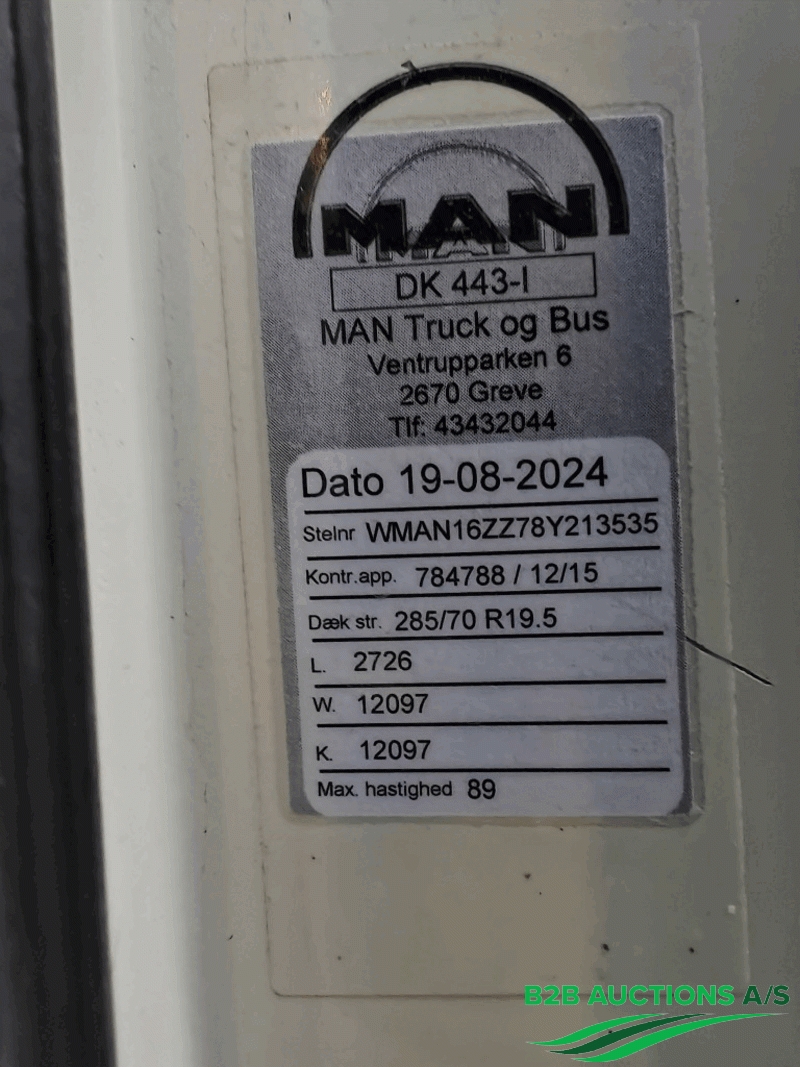 MAN
DK 443-I
MAN Truck og Bus
Ventrupparken 6
2670 Greve
Tlf: 43432044
Dato 19-08-2024
Stelnr WMAN16ZZ78Y213535
Kontr.app. 784788 / 12/15
Dæk str. 285/70 R19.5
L. 2726
W. 12097
K. 12097
Max. hastighed 89
B2B AUCTIONS A/S